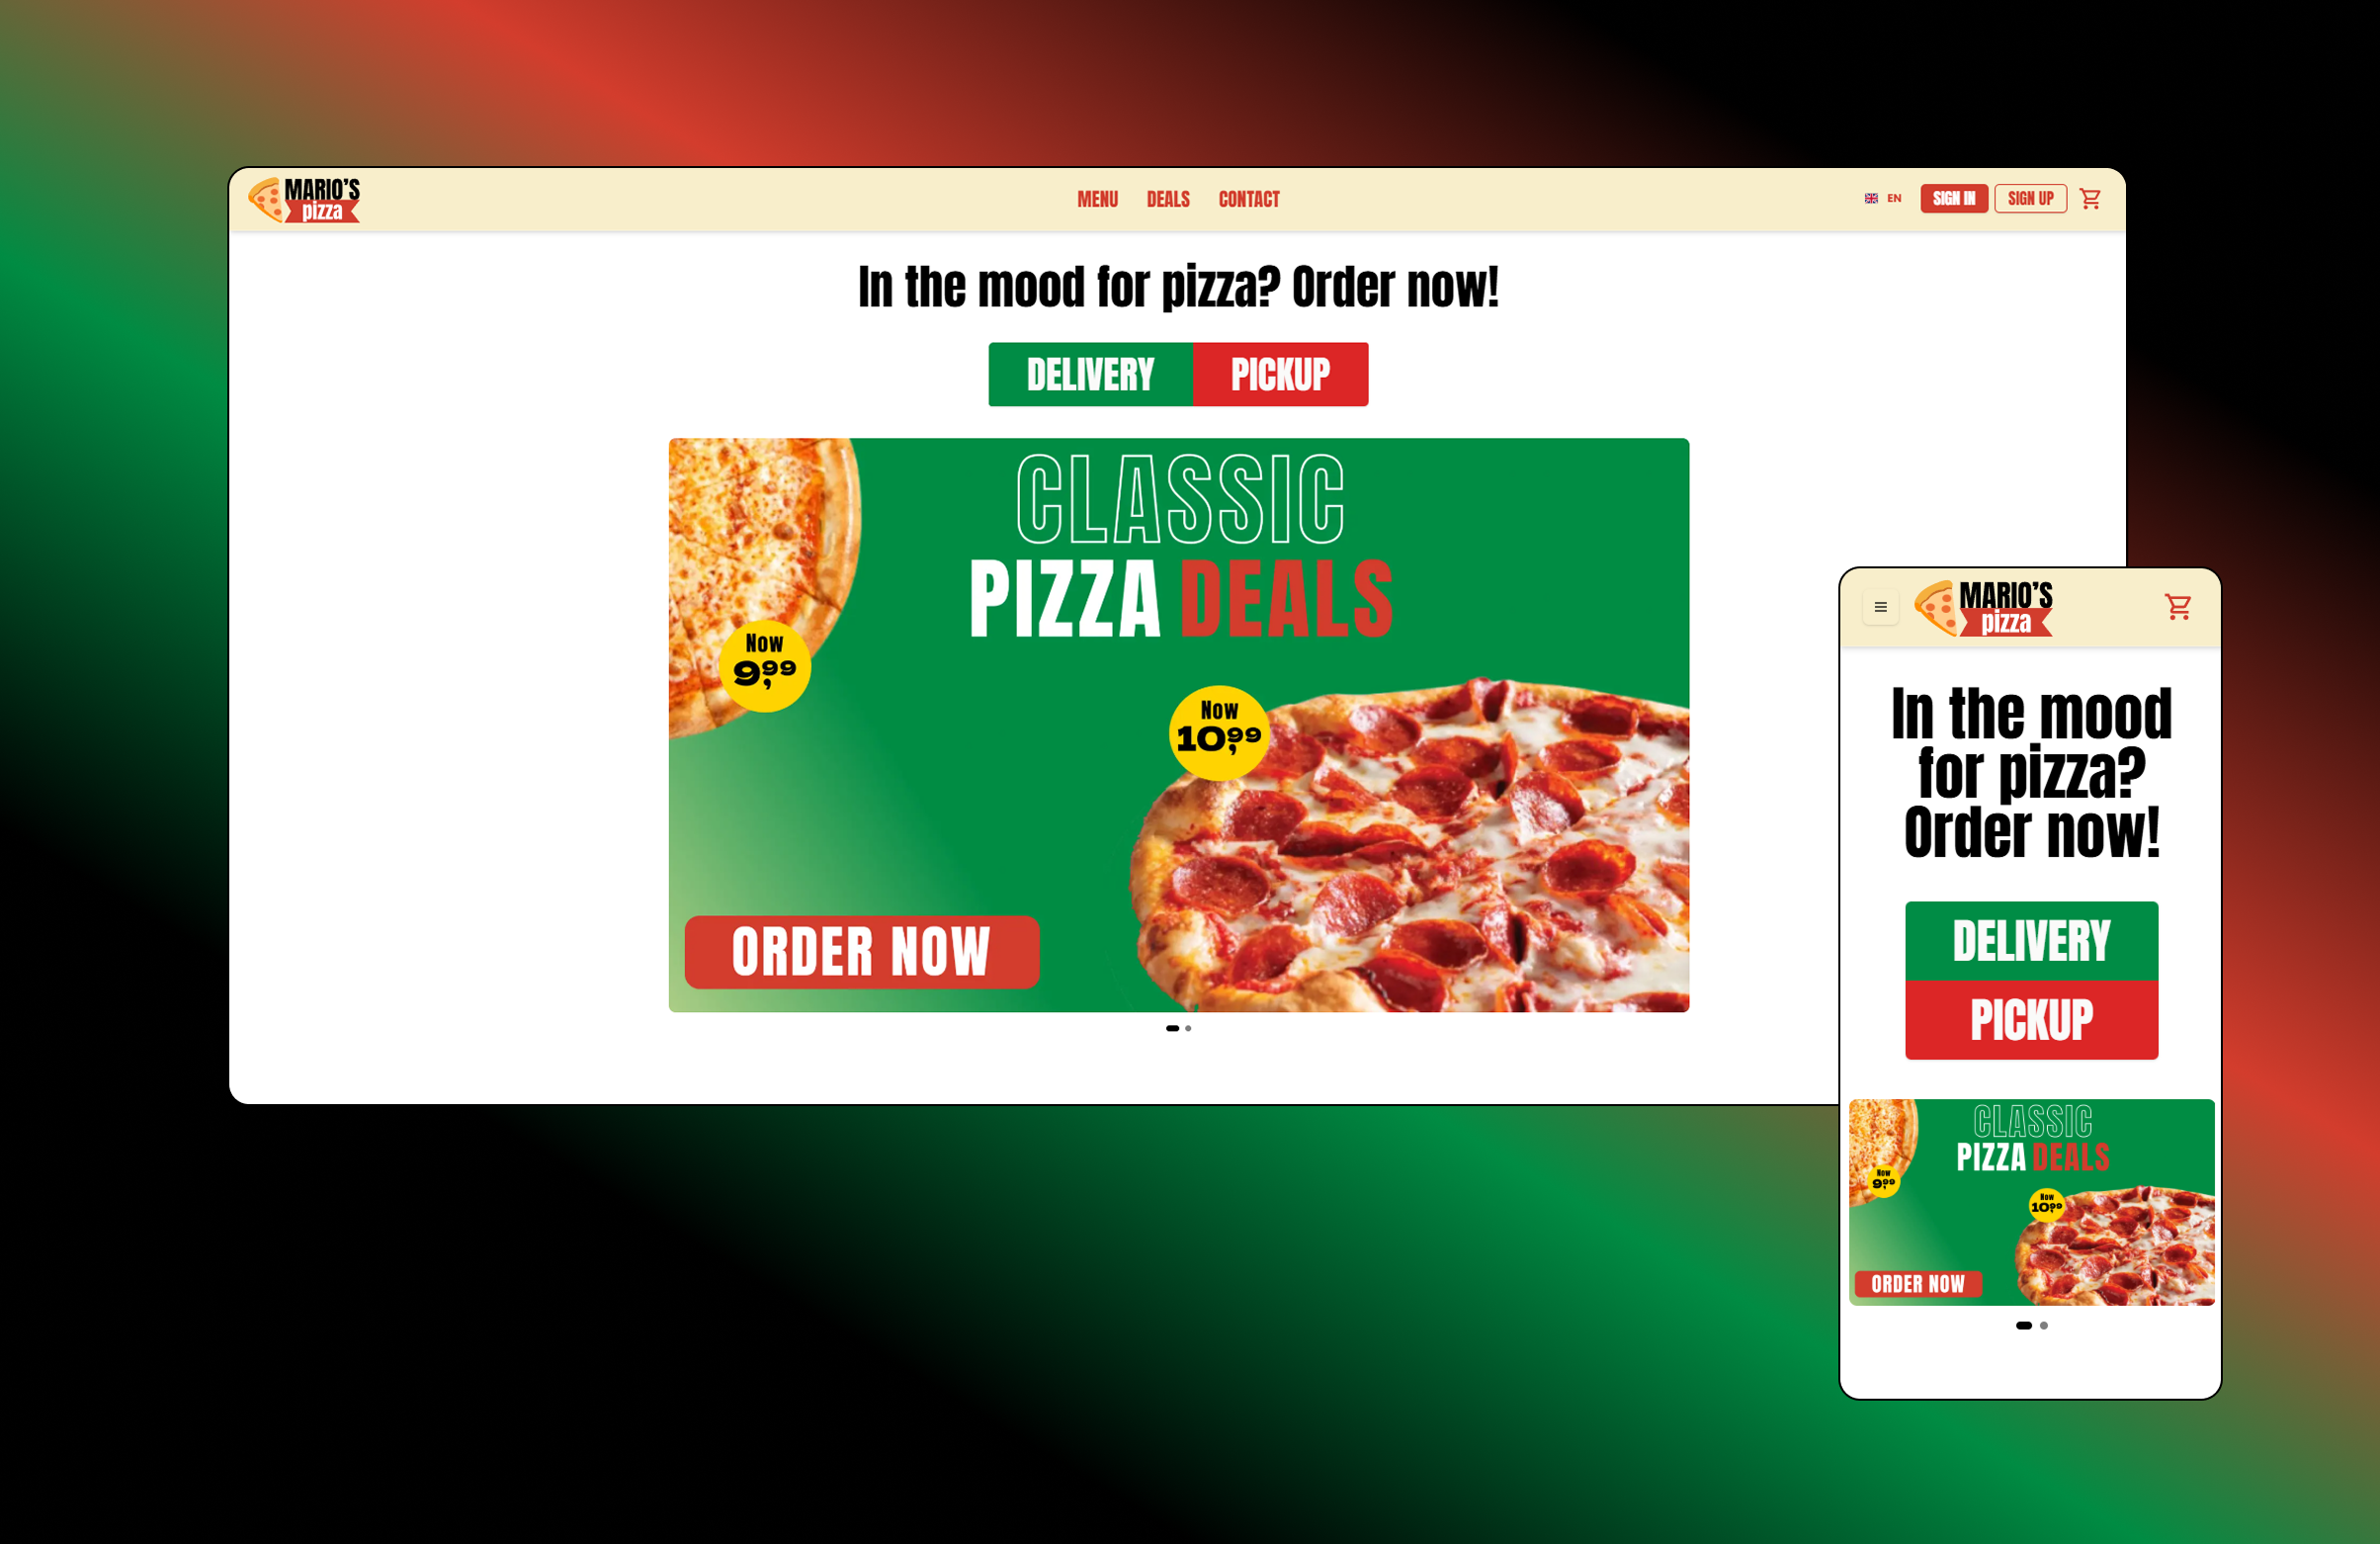 MARIO'S
pizza
MENU DEALS CONTACT
EN SIGN IN SIGN UP
In the mood for pizza? Order now!
DELIVERY PICKUP
CLASSIC
PIZZA DEALS
Now
9,99
Now
10,99
ORDER NOW
MARIO'S
pizza
In the mood
for pizza?
Order now!
DELIVERY
PICKUP
CLASSIC
PIZZA DEALS
Now
9,99
Now
10,99
ORDER NOW